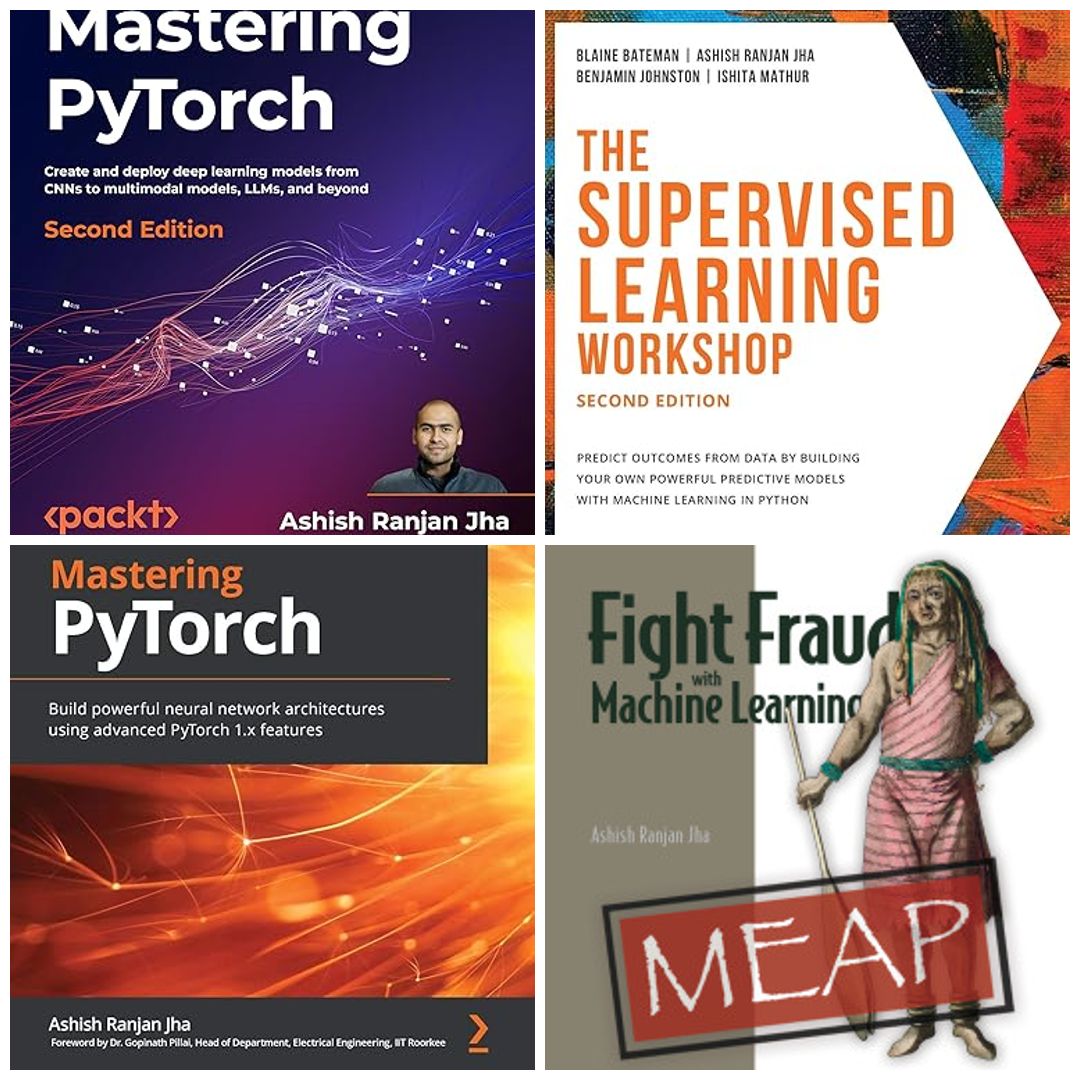 Mastering
PyTorch
Create and deploy deep learning models from
CNNs to multimodal models, LLMs, and beyond
Second Edition
<packt>
Ashish Ranjan Jha
BLAINE BATEMAN | ASHISH RANJAN JHA
BENJAMIN JOHNSTON | ISHITA MATHUR
THE
SUPERVISED
LEARNING
WORKSHOP
SECOND EDITION
PREDICT OUTCOMES FROM DATA BY BUILDING
YOUR OWN POWERFUL PREDICTIVE MODELS
WITH MACHINE LEARNING IN PYTHON
Mastering
PyTorch
Build powerful neural network architectures
using advanced PyTorch 1.x features
Ashish Ranjan Jha
Foreword by Dr. Gopinath Pillai, Head of Department, Electrical Engineering, IIT Roorkee
Fight Fraud
with
Machine Learning
Ashish Ranjan Jha
MEAP